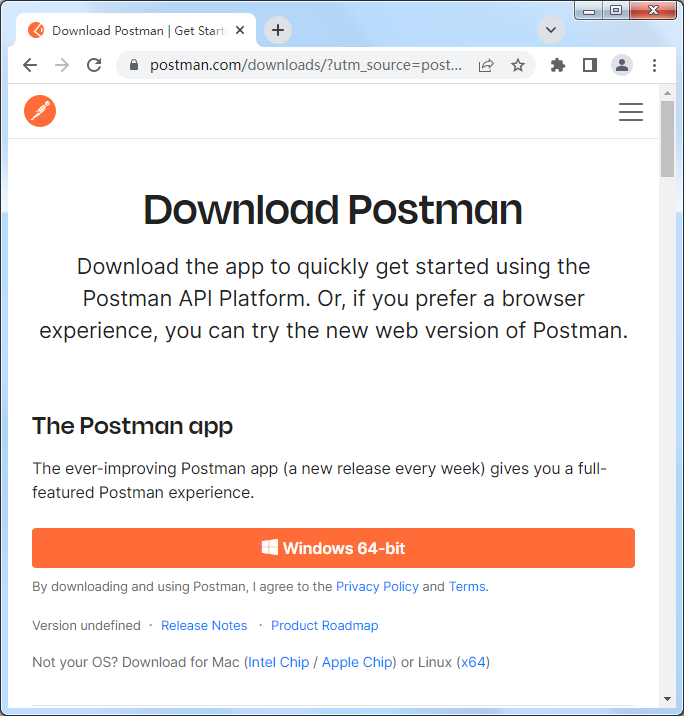 Download Postman | Get Start
postman.com/downloads/?utm_source=post...
Download Postman
Download the app to quickly get started using the
Postman API Platform. Or, if you prefer a browser
experience, you can try the new web version of Postman.
The Postman app
The ever-improving Postman app (a new release every week) gives you a full-
featured Postman experience.
Windows 64-bit
By downloading and using Postman, I agree to the Privacy Policy and Terms.
Version undefined · Release Notes · Product Roadmap
Not your OS? Download for Mac (Intel Chip / Apple Chip) or Linux (x64)